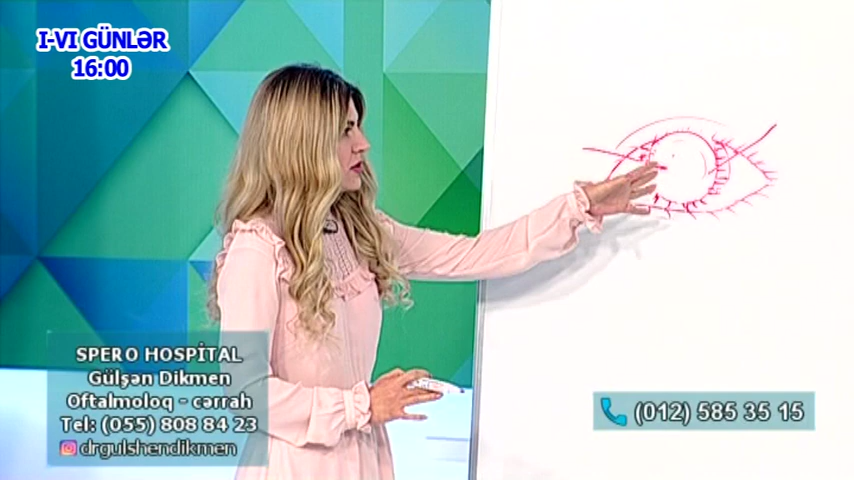 I-VI GÜNLƏR
16:00
SPERO HOSPİTAL
Gülşən Dikmen
Oftalmoloq - cərrah
Tel: (055) 808 84 23
drgulshendikmen
(012) 585 35 15